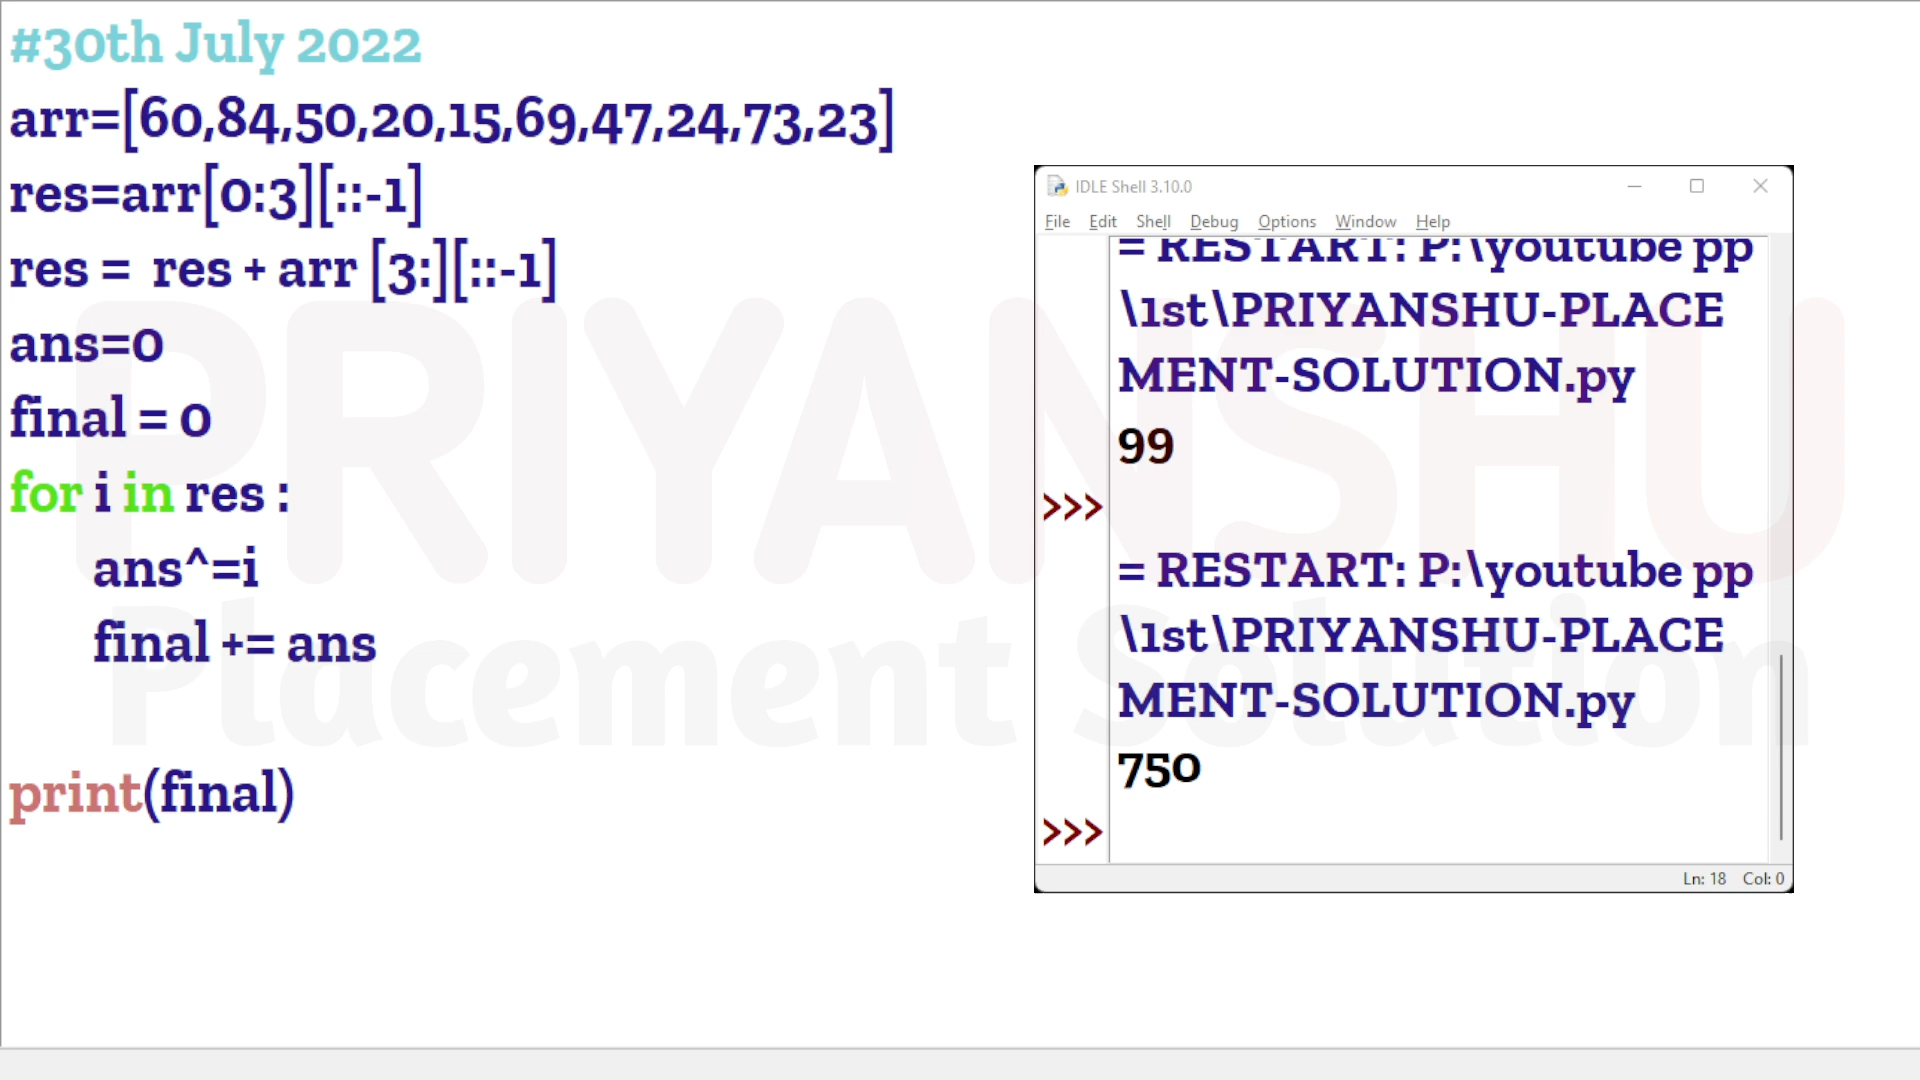 #30th July 2022
arr=[60,84,50,20,15,69,47,24,73,23]
res=arr[0:3][::-1]
res = res + arr [3:][::-1]
ans=0
final = 0
for i in res :
ans^=i
final += ans
print(final)
PRIYANSHU
Placement Solution
IDLE Shell 3.10.0
File Edit Shell Debug Options Window Help
= RESTART: P:\youtube pp
\1st\PRIYANSHU-PLACE
MENT-SOLUTION.py
99
>>>
= RESTART: P:\youtube pp
\1st\PRIYANSHU-PLACE
MENT-SOLUTION.py
750
>>>
Ln: 18 Col: 0